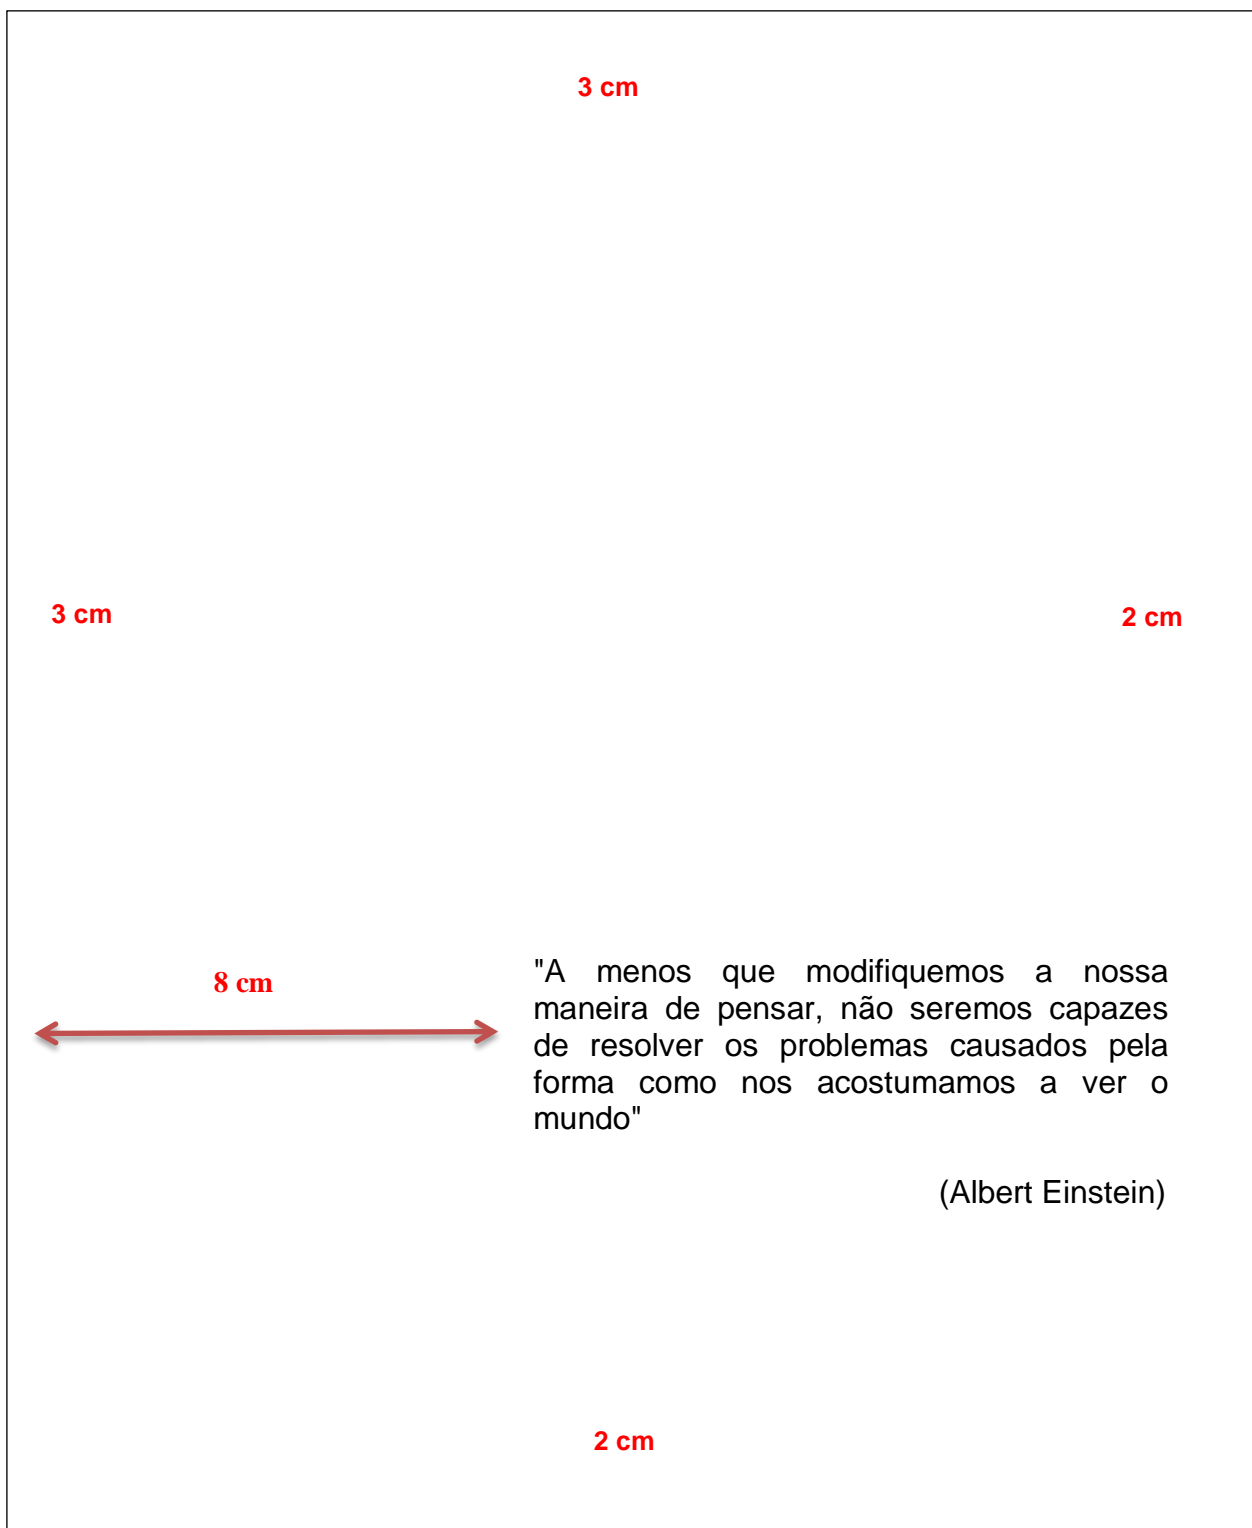 3 cm
3 cm
2 cm
8 cm
"A menos que modifiquemos a nossa
maneira de pensar, não seremos capazes
de resolver os problemas causados pela
forma como nos acostumamos a ver o
mundo"
(Albert Einstein)
2 cm